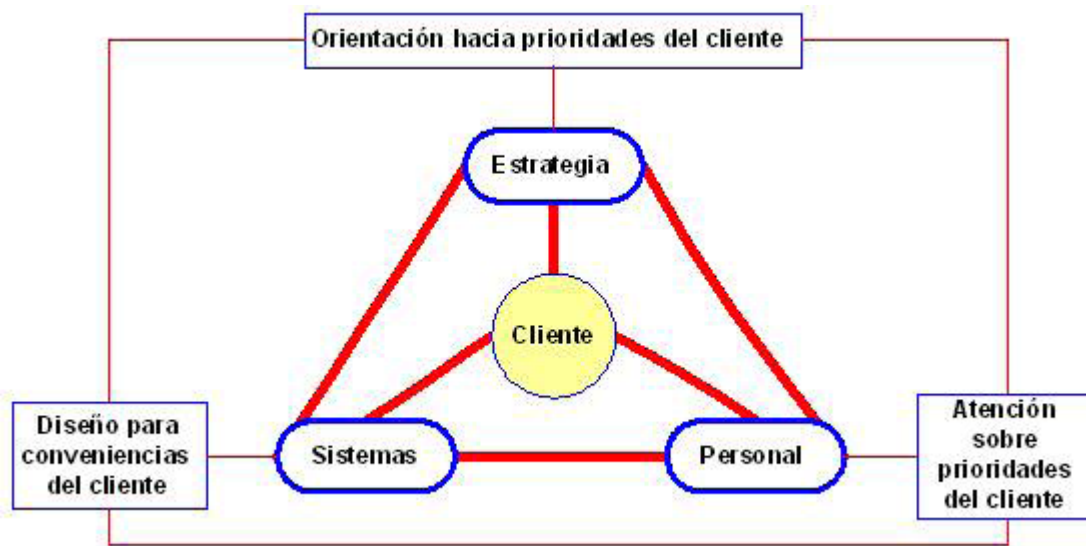 Orientación hacia prioridades del cliente
Estrategia
Cliente
Diseño para
conveniencias
del cliente
Sistemas
Personal
Atención
sobre
prioridades
del cliente